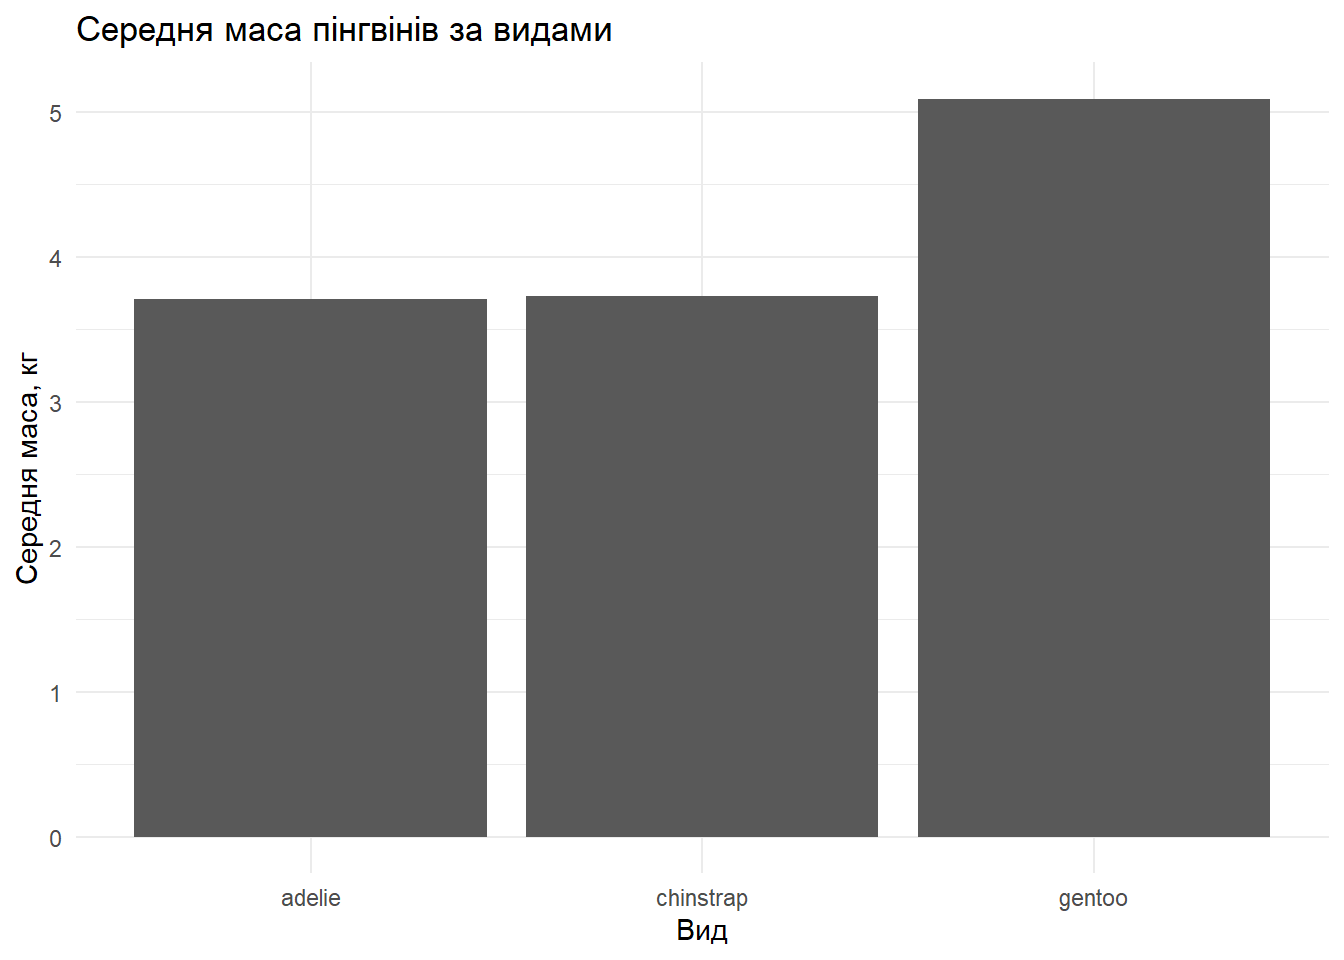 Середня маса пінгвінів за видами
Середня маса, кг
5
4
3
2
1
0
adelie
chinstrap
gentoo
Вид